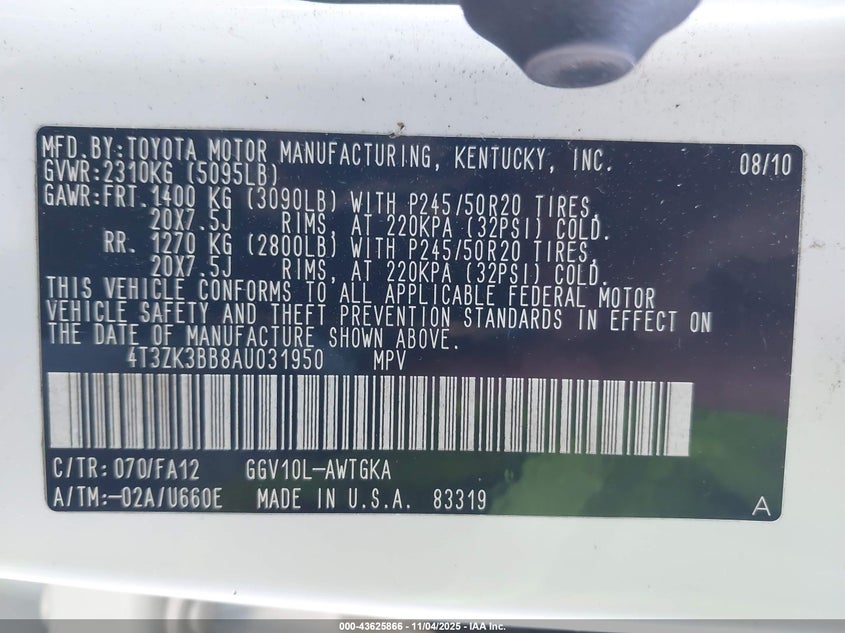 MFD. BY: TOYOTA MOTOR MANUFACTURING, KENTUCKY, INC. 08/10
GVWR: 2310KG (5095LB)
GAWR: FRT. 1400 KG (3090LB) WITH P245/50R20 TIRES,
20X7.5J RIMS, AT 220KPA (32PSI) COLD.
RR. 1270 KG (2800LB) WITH P245/50R20 TIRES,
20X7.5J RIMS, AT 220KPA (32PSI) COLD.
THIS VEHICLE CONFORMS TO ALL APPLICABLE FEDERAL MOTOR
VEHICLE SAFETY AND THEFT PREVENTION STANDARDS IN EFFECT ON
THE DATE OF MANUFACTURE SHOWN ABOVE.
4T3ZK3BB8AU031950 MPV
C/TR: 070/FA12 GGV10L-AWTGKA
A/TM:-02A/U660E MADE IN U.S.A. 83319 A
000-43625866 - 11/04/2025 - IAA Inc.